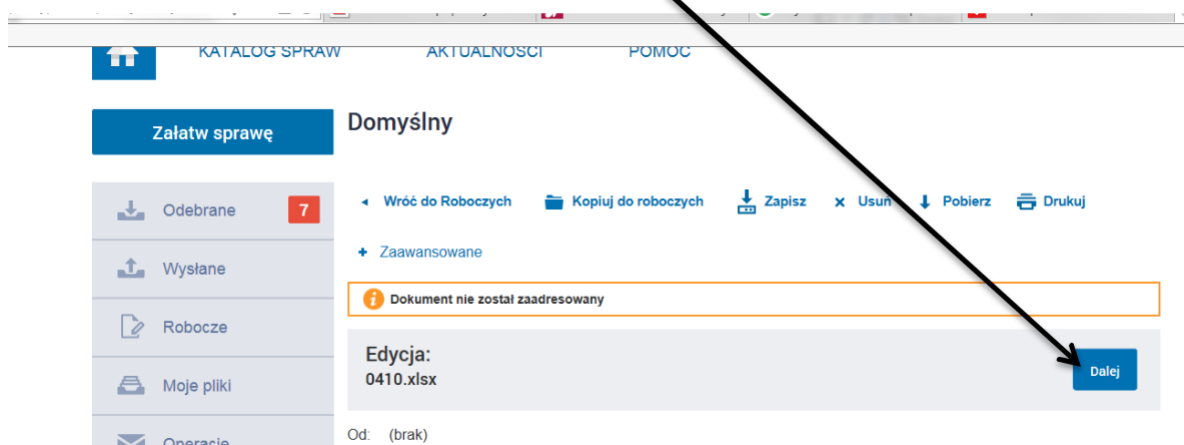 KATALOG SPRAW AKTUALNOŚCI POMOC
Załatw sprawę
Domyślny
Odebrane 7
Wróć do Roboczych Kopiuj do roboczych Zapisz Usuń Pobierz Drukuj
Zaawansowane
Wysłane
Dokument nie został zaadresowany
Robocze
Edycja:
0410.xlsx
Dalej
Moje pliki
Operacje
Od: (brak)